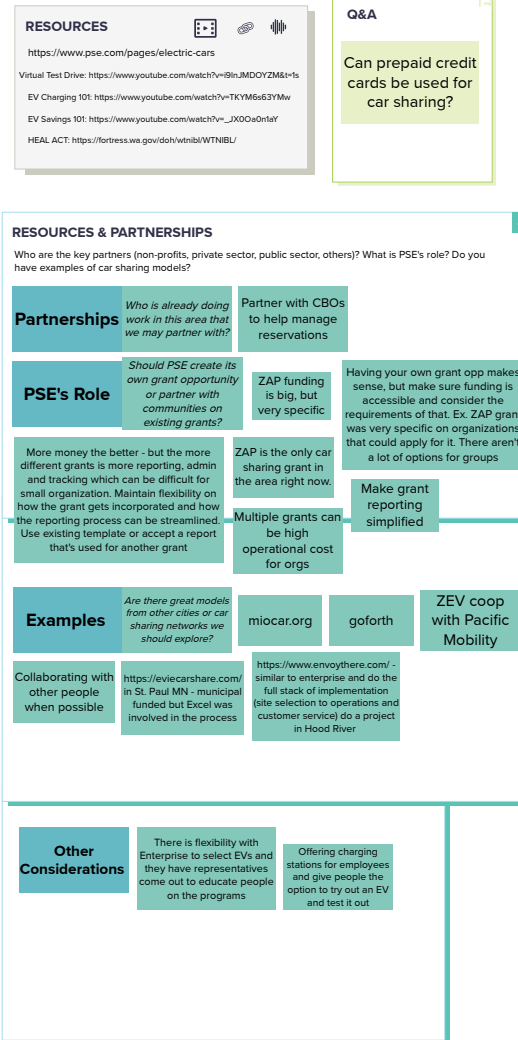 RESOURCES
https://www.pse.com/pages/electric-cars
Virtual Test Drive: https://www.youtube.com/watch?v=i9InJMDOYZM&t=1s
EV Charging 101: https://www.youtube.com/watch?v=TKYM6s63YMw
EV Savings 101: https://www.youtube.com/watch?v=_JX0Oa0n1aY
HEAL ACT: https://fortress.wa.gov/doh/wtnibl/WTNIBL/
Q&A
Can prepaid credit
cards be used for
car sharing?
RESOURCES & PARTNERSHIPS
Who are the key partners (non-profits, private sector, public sector, others)? What is PSE's role? Do you
have examples of car sharing models?
Partnerships
Who is already doing
work in this area that
we may partner with?
Partner with CBOs
to help manage
reservations
PSE's Role
Should PSE create its
own grant opportunity
or partner with
communities on
existing grants?
ZAP funding
is big, but
very specific
Having your own grant opp makes
sense, but make sure funding is
accessible and consider the
requirements of that. Ex. ZAP grant
was very specific on organizations
that could apply for it. There aren't
a lot of options for groups
More money the better - but the more
different grants is more reporting, admin
and tracking which can be difficult for
small organization. Maintain flexibility on
how the grant gets incorporated and how
the reporting process can be streamlined.
Use existing template or accept a report
that's used for another grant
ZAP is the only car
sharing grant in
the area right now.
Make grant
reporting
simplified
Multiple grants can
be high
operational cost
for orgs
Examples
Are there great models
from other cities or car
sharing networks we
should explore?
miocar.org
goforth
ZEV coop
with Pacific
Mobility
Collaborating with
other people
when possible
https://eviecarshare.com/
in St. Paul MN - municipal
funded but Excel was
involved in the process
https://www.envoythere.com/ -
similar to enterprise and do the
full stack of implementation
(site selection to operations and
customer service) do a project
in Hood River
Other
Considerations
There is flexibility with
Enterprise to select EVs and
they have representatives
come out to educate people
on the programs
Offering charging
stations for employees
and give people the
option to try out an EV
and test it out